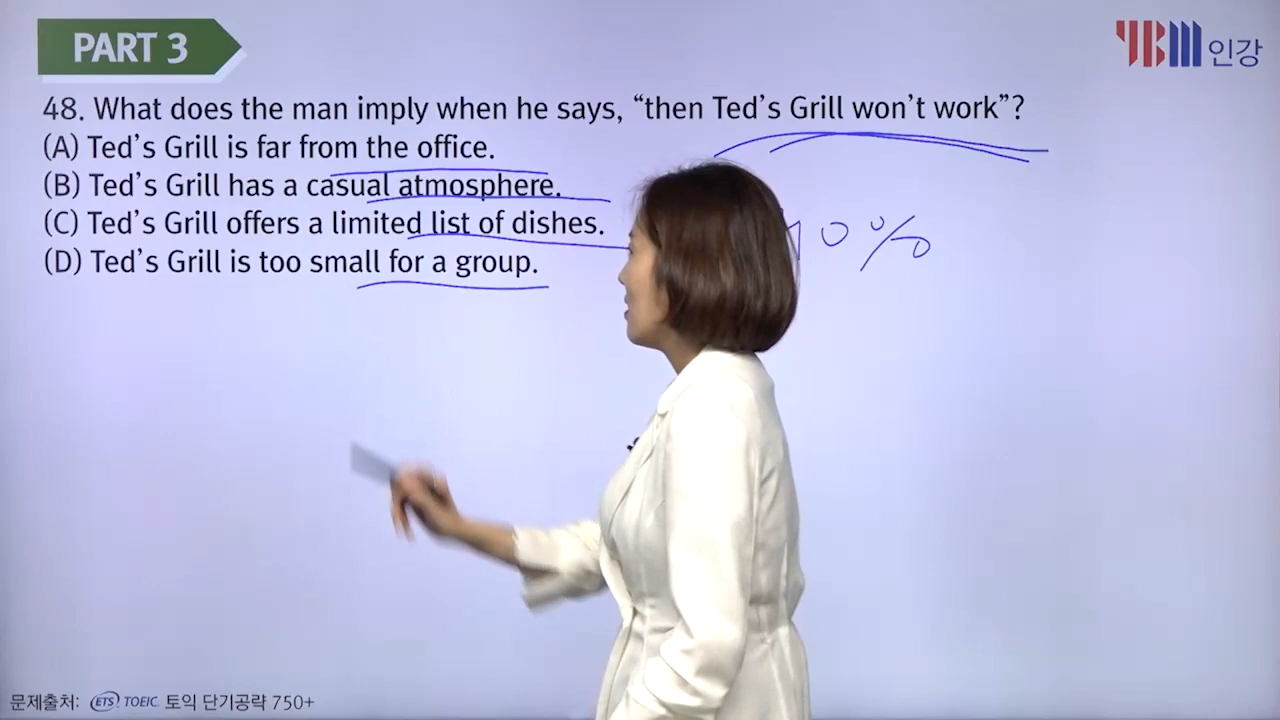 PART 3
YBM 인강
48. What does the man imply when he says, “then Ted’s Grill won’t work”?
(A) Ted’s Grill is far from the office.
(B) Ted’s Grill has a casual atmosphere.
(C) Ted’s Grill offers a limited list of dishes.
(D) Ted’s Grill is too small for a group.
문제출처: ETS TOEIC 토익 단기공략 750+